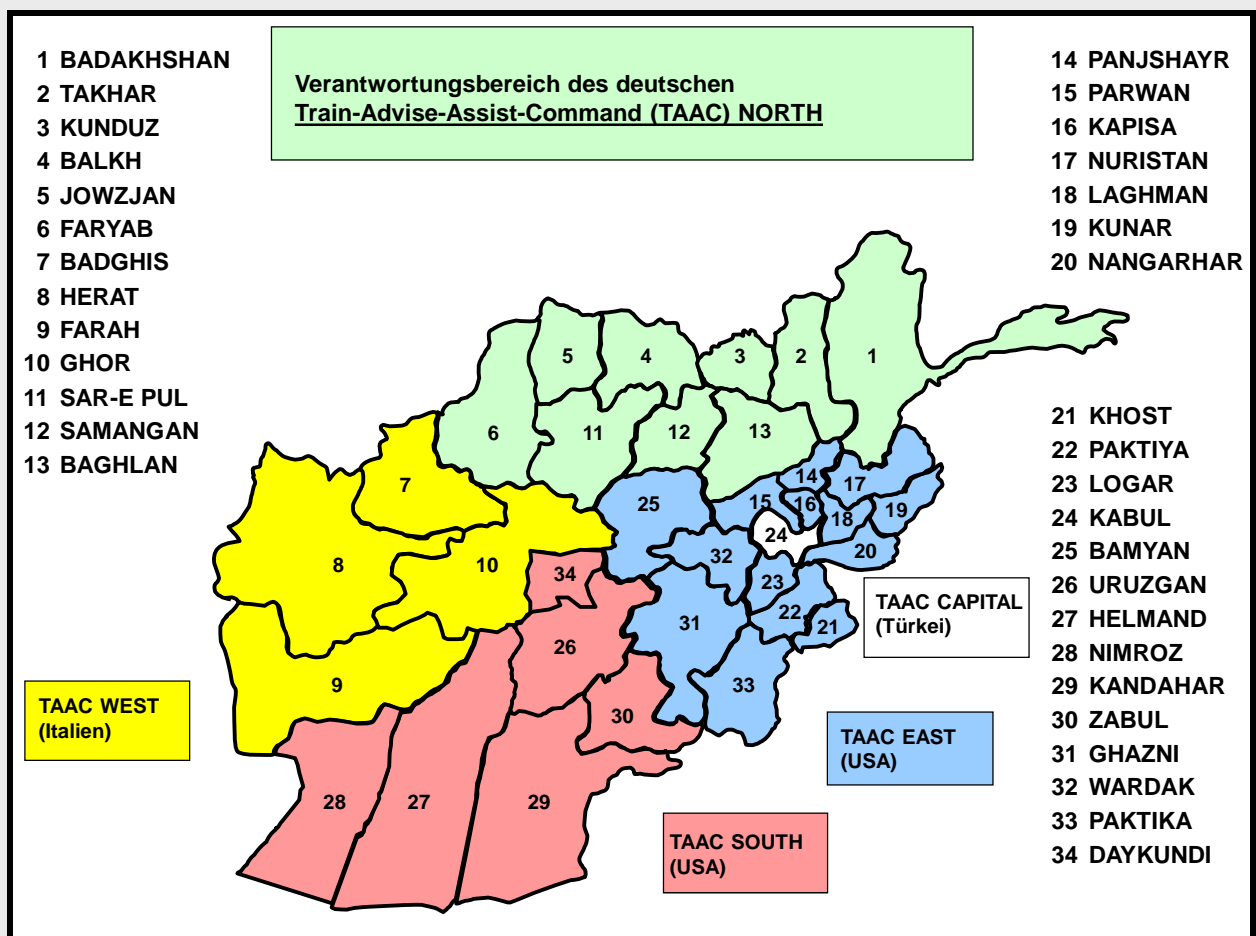 1 BADAKHSHAN
2 TAKHAR
3 KUNDUZ
4 BALKH
5 JOWZJAN
6 FARYAB
7 BADGHIS
8 HERAT
9 FARAH
10 GHOR
11 SAR-E PUL
12 SAMANGAN
13 BAGHLAN
Verantwortungsbereich des deutschen
Train-Advise-Assist-Command (TAAC) NORTH
14 PANJSHAYR
15 PARWAN
16 KAPISA
17 NURISTAN
18 LAGHMAN
19 KUNAR
20 NANGARHAR
21 KHOST
22 PAKTIYA
23 LOGAR
24 KABUL
25 BAMYAN
26 URUZGAN
27 HELMAND
28 NIMROZ
29 KANDAHAR
30 ZABUL
31 GHAZNI
32 WARDAK
33 PAKTIKA
34 DAYKUNDI
5
4
3
2
1
6
11
12
13
7
25
14
17
15
16
18
19
24
20
8
10
32
34
23
22
21
31
26
9
33
30
28
27
29
TAAC CAPITAL
(Türkei)
TAAC WEST
(Italien)
TAAC EAST
(USA)
TAAC SOUTH
(USA)